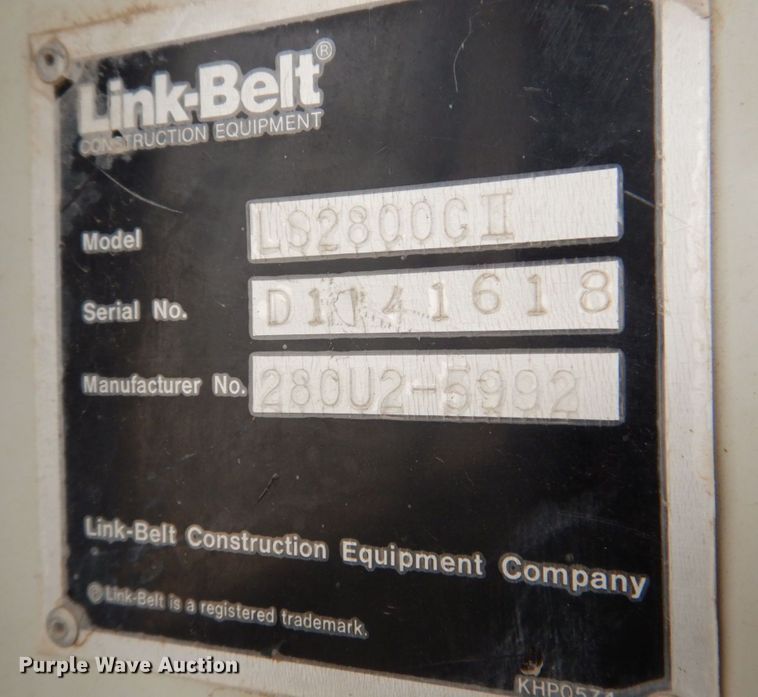 Link-Belt®
CONSTRUCTION EQUIPMENT
Model LS2800CII
Serial No.
Manufacturer No. 280U2-5992
Link-Belt Construction Equipment Company
® Link-Belt is a registered trademark.
Purple Wave Auction